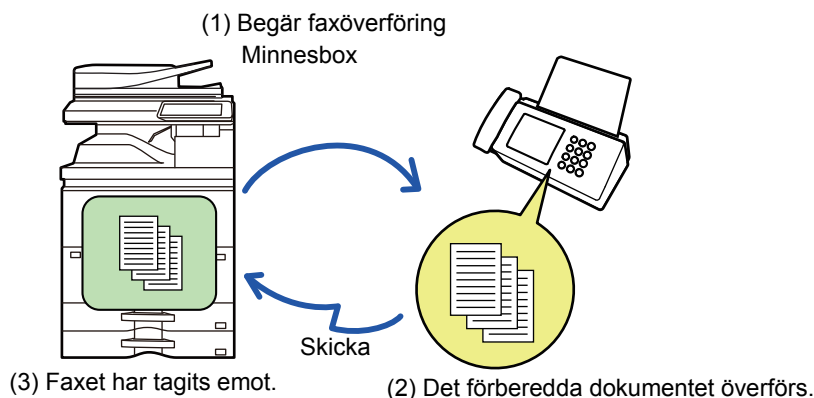 (1) Begär faxöverföring
Minnesbox
Skicka
(3) Faxet har tagits emot.
(2) Det förberedda dokumentet överförs.